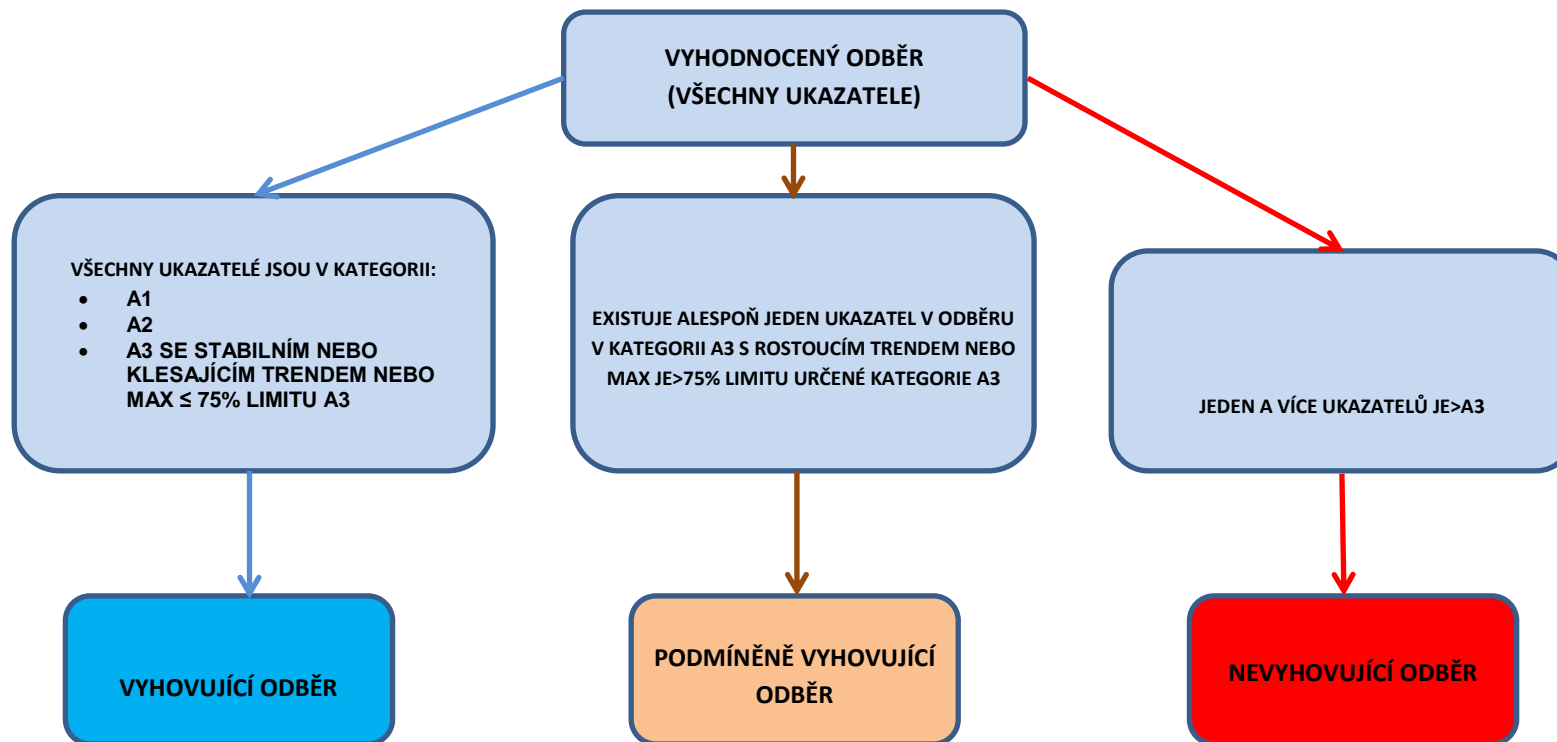 VYHODNOCENÝ ODBĚR
(VŠECHNY UKAZATELE)
VŠECHNY UKAZATELÉ JSOU V KATEGORII:
• A1
• A2
• A3 SE STABILNÍM NEBO
KLESAJÍCÍM TRENDEM NEBO
MAX ≤ 75% LIMITU A3
EXISTUJE ALESPOŇ JEDEN UKAZATEL V ODBĚRU
V KATEGORII A3 S ROSTOUCÍM TRENDEM NEBO
MAX JE>75% LIMITU URČENÉ KATEGORIE A3
JEDEN A VÍCE UKAZATELŮ JE>A3
VYHOVUJÍCÍ ODBĚR
PODMÍNĚNĚ VYHOVUJÍCÍ
ODBĚR
NEVYHOVUJÍCÍ ODBĚR